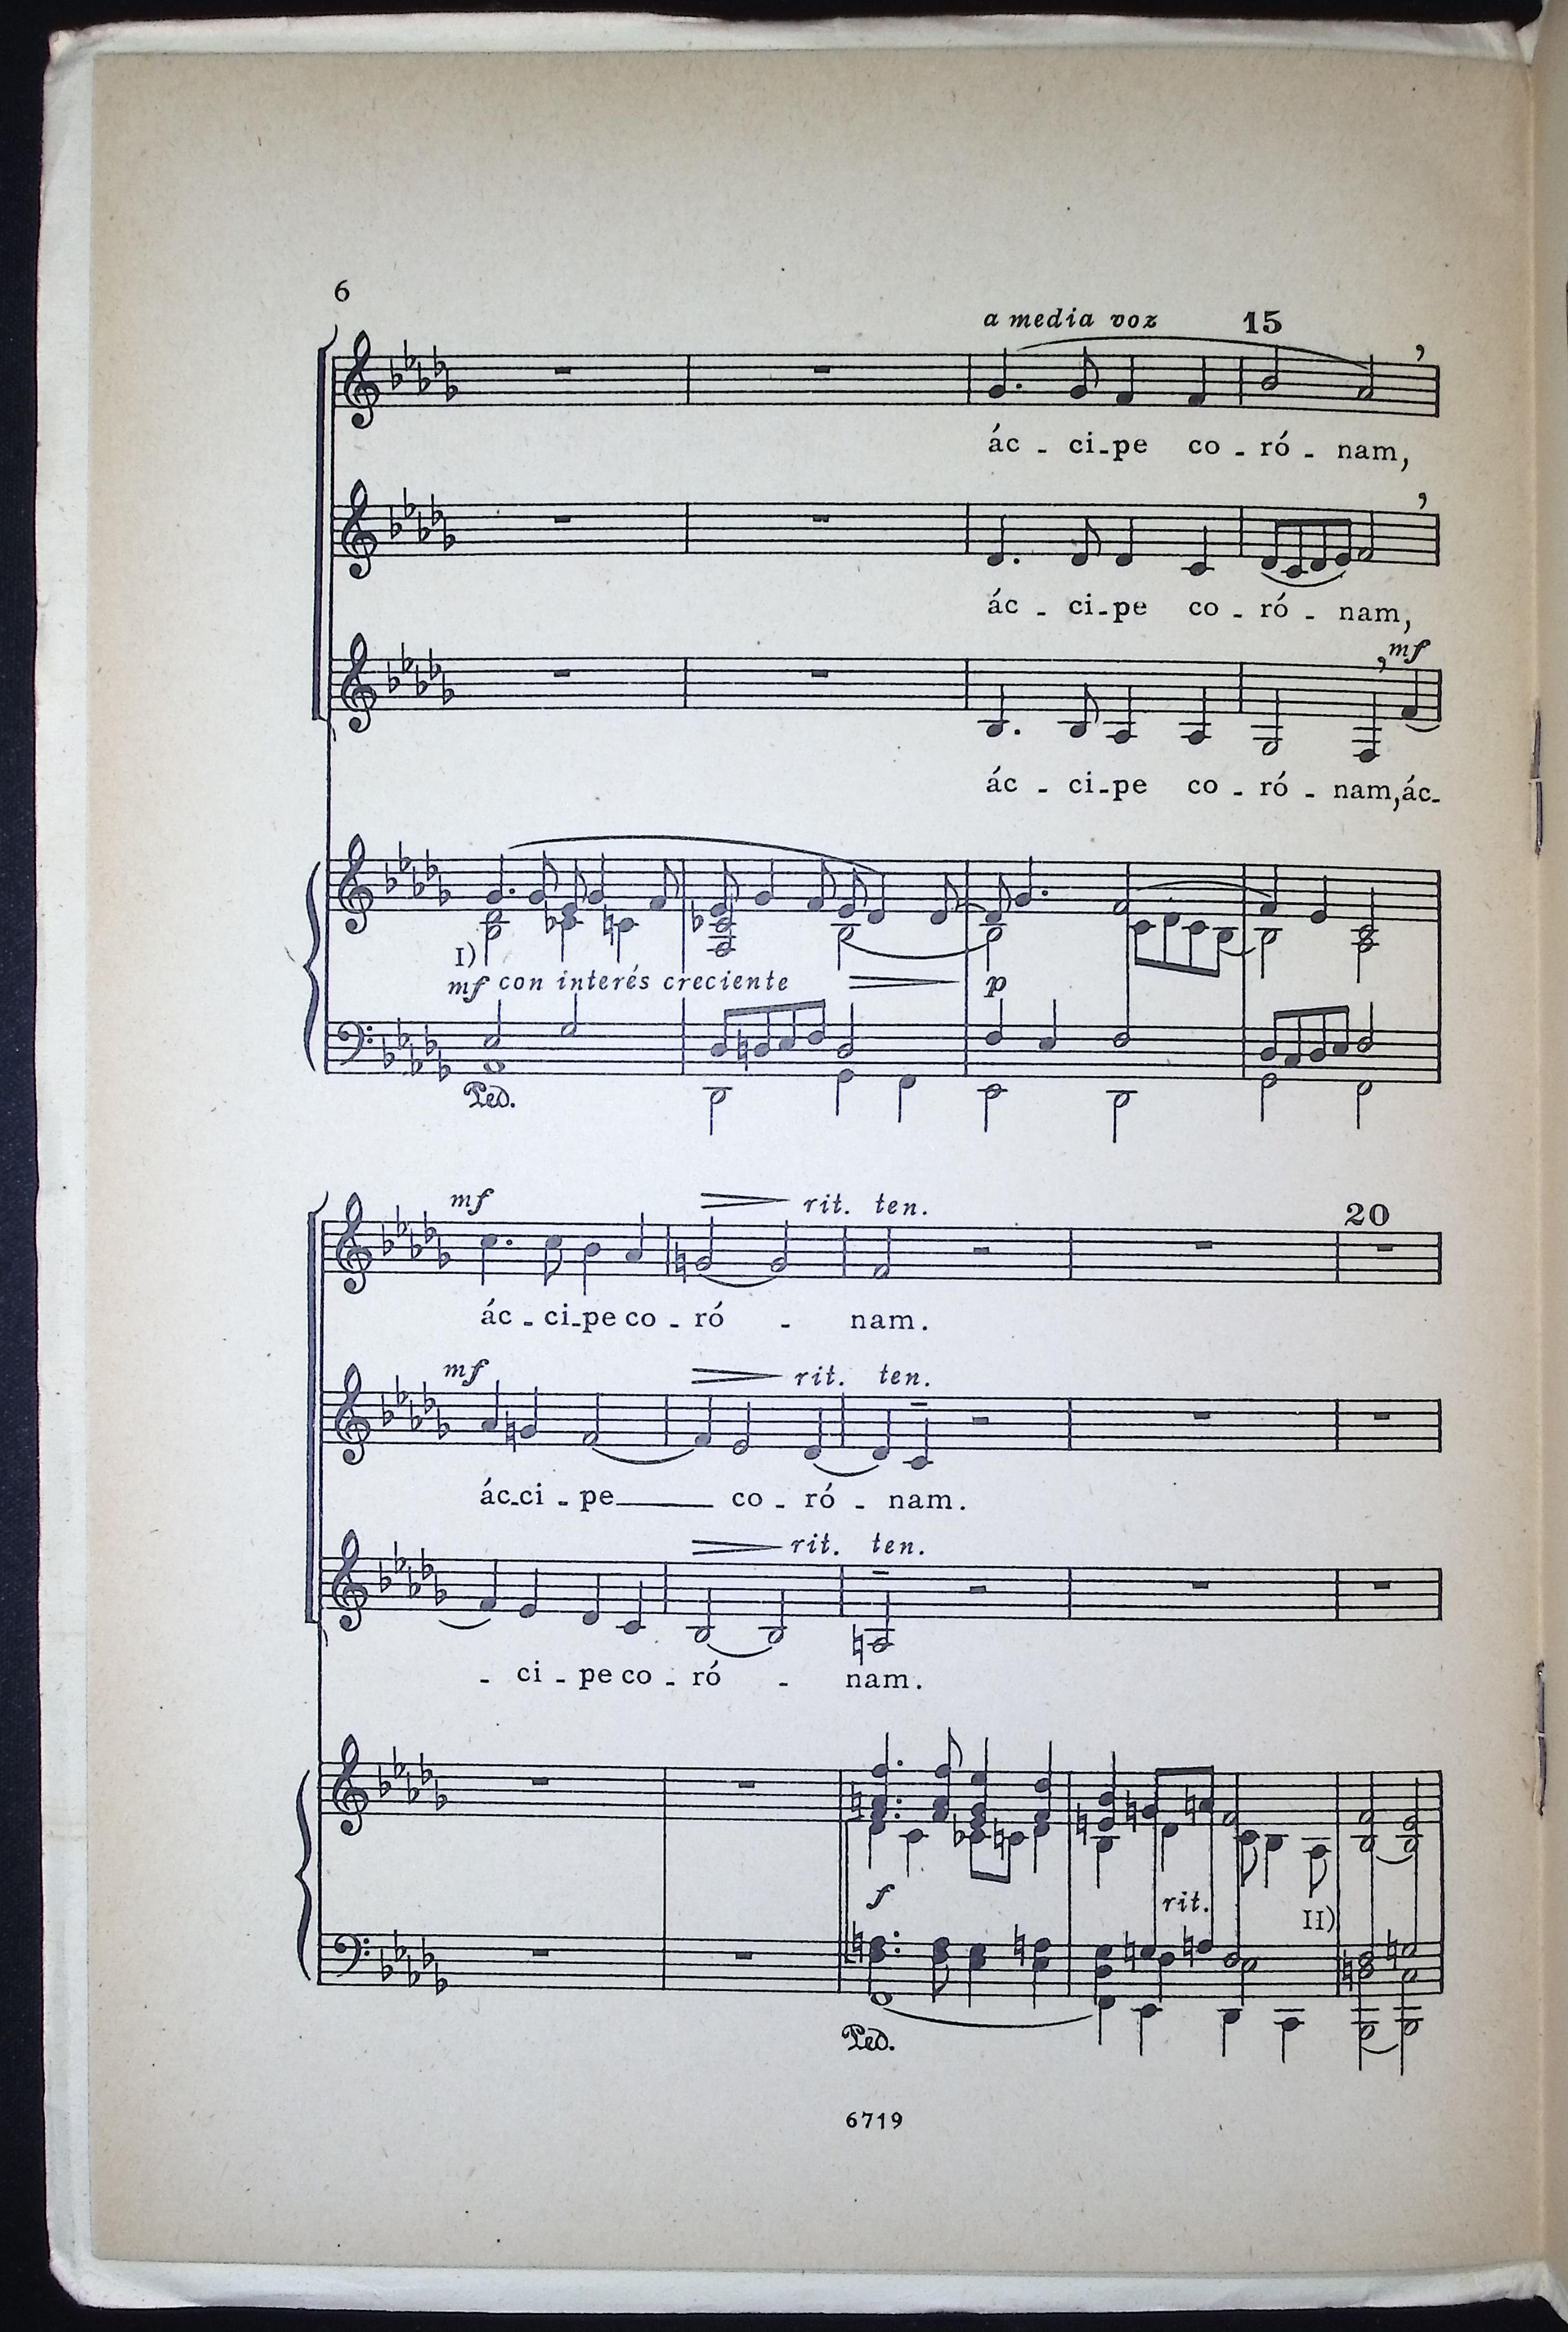 6
a media voz 15
ác - ci-pe co - ró - nam,
ác - ci-pe co - ró - nam,
mf
ác - ci-pe co - ró - nam, ác-
I)
mf con interés creciente p
Ped.
mf rit. ten. 20
ác - ci-pe co - ró - nam.
mf rit. ten.
ác-ci - pe co - ró - nam.
rit. ten.
- ci - pe co - ró - nam.
f rit. II)
Ped.
6719